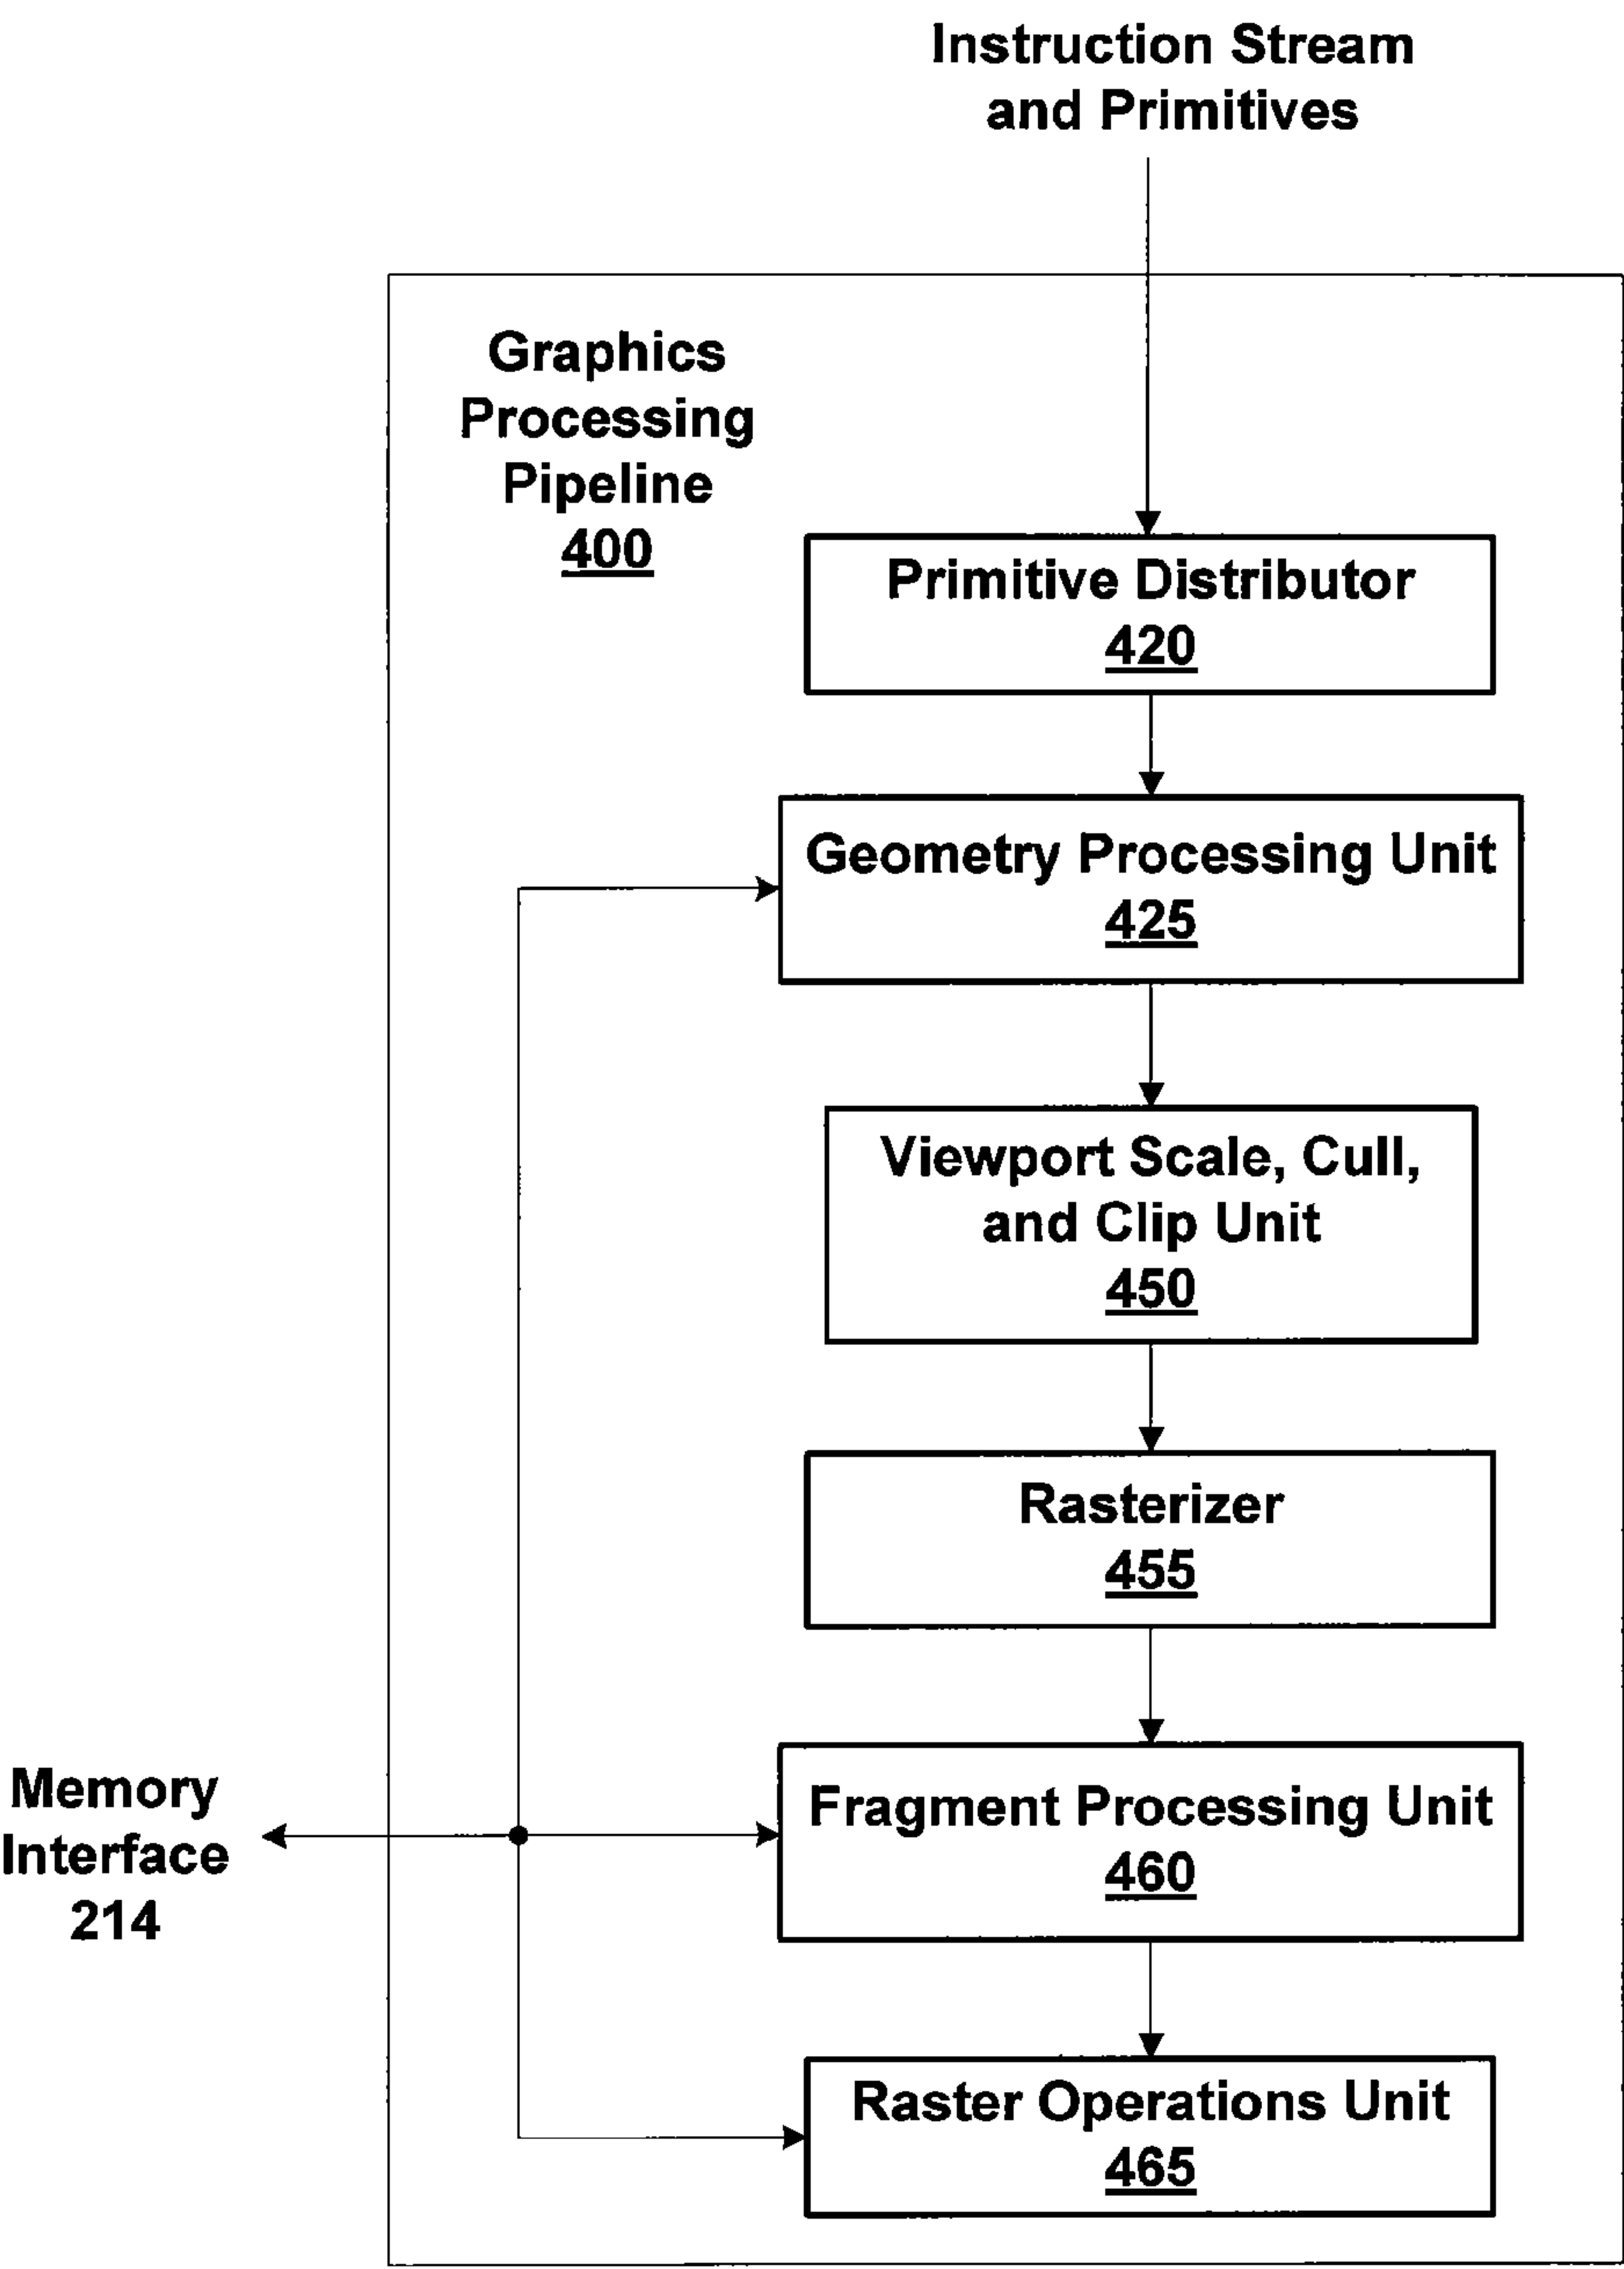 Instruction Stream
and Primitives
Graphics
Processing
Pipeline
400
Primitive Distributor
420
Geometry Processing Unit
425
Viewport Scale, Cull,
and Clip Unit
450
Rasterizer
455
Fragment Processing Unit
460
Memory
Interface
214
Raster Operations Unit
465